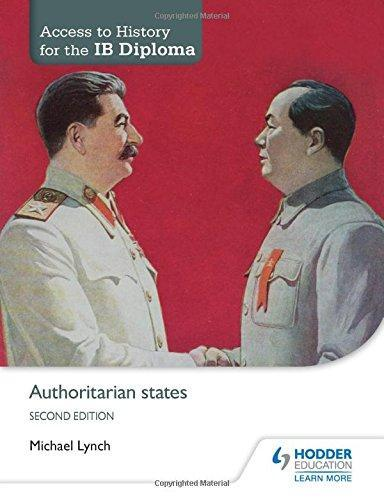 Copyrighted Material
Access to History
for the IB Diploma
Authoritarian states
SECOND EDITION
Michael Lynch
HODDER
EDUCATION
LEARN MORE
Copyrighted Material